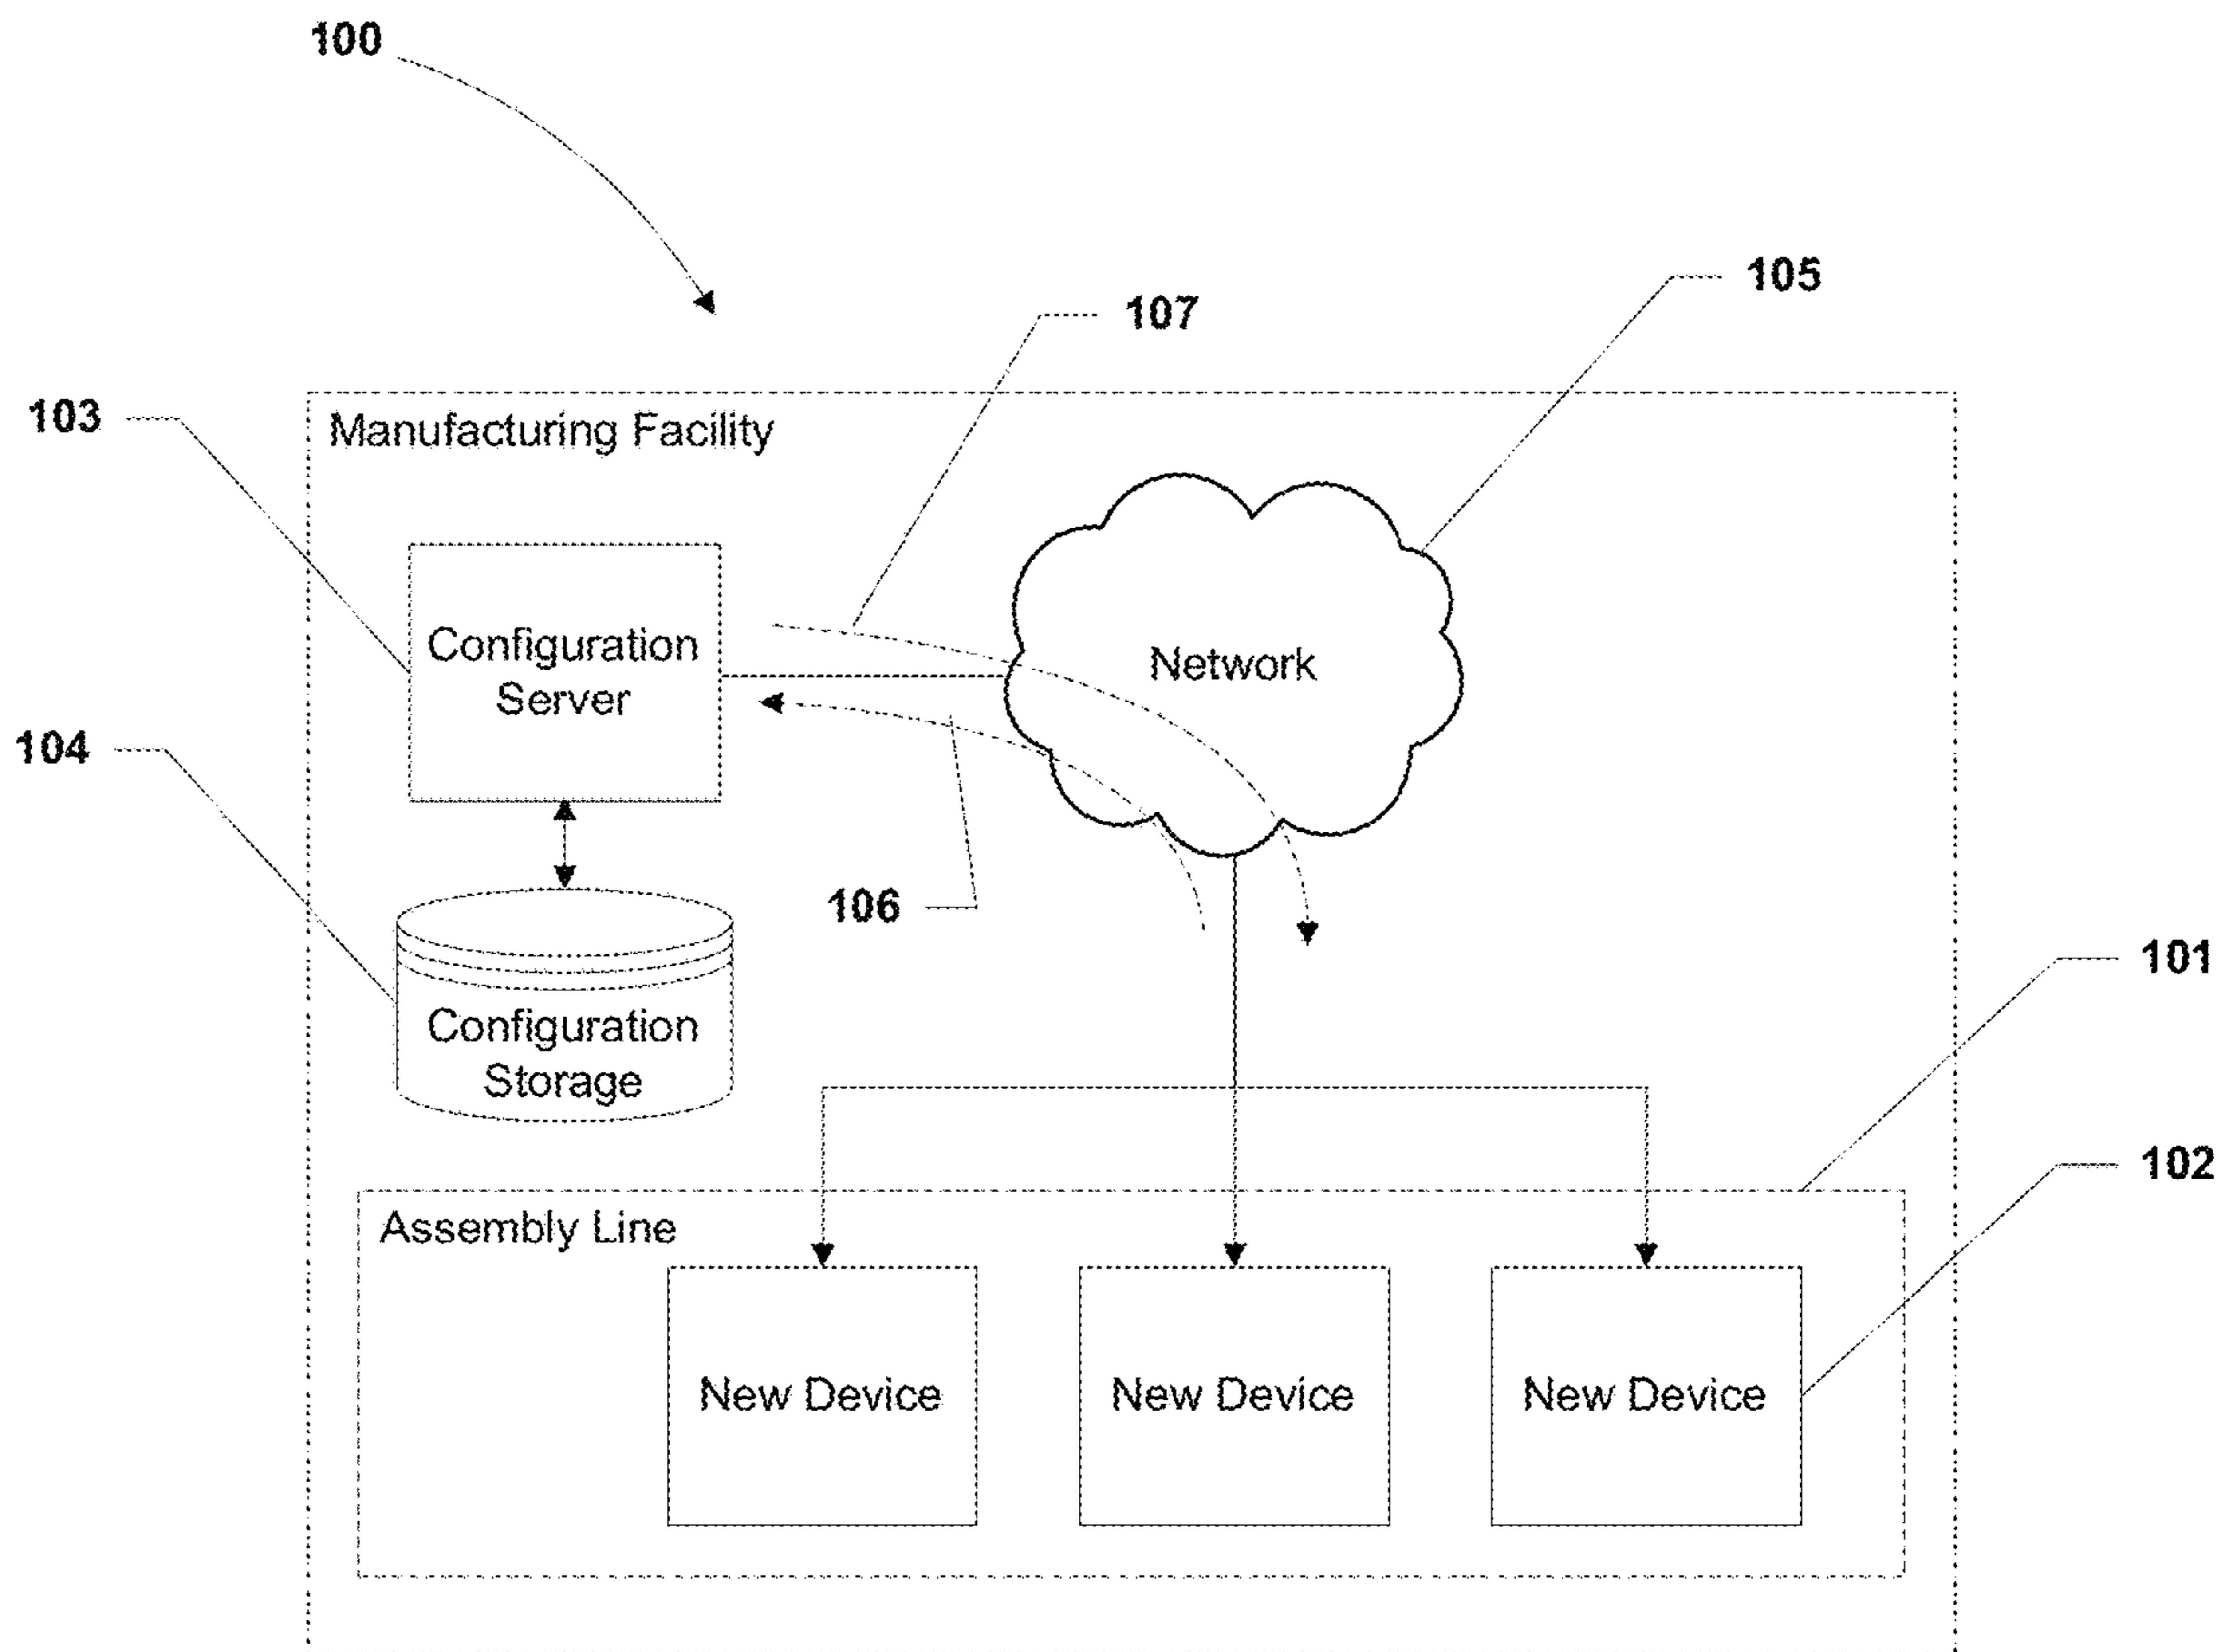 100
105
107
103
Manufacturing Facility
Configuration
Server
Network
104
106
101
Configuration
Storage
102
Assembly Line
New Device
New Device
New Device